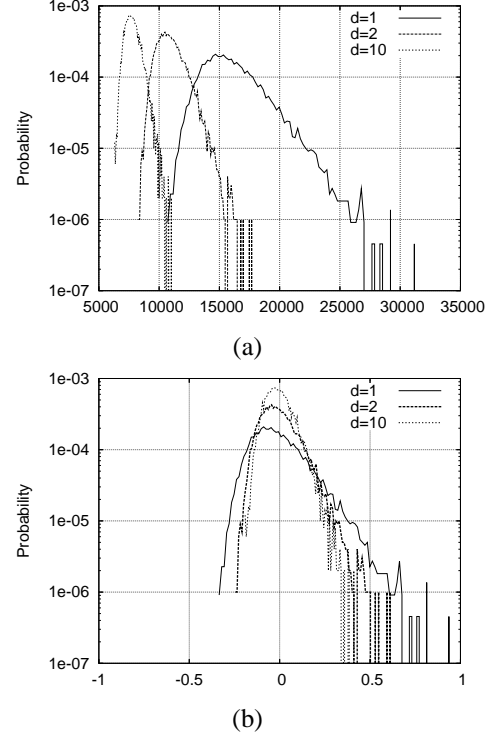 1e-03
d=1
d=2
d=10
1e-04
Probability
1e-05
1e-06
1e-07
5000 10000 15000 20000 25000 30000 35000
(a)
1e-03
d=1
d=2
d=10
1e-04
Probability
1e-05
1e-06
1e-07
-1 -0.5 0 0.5 1
(b)